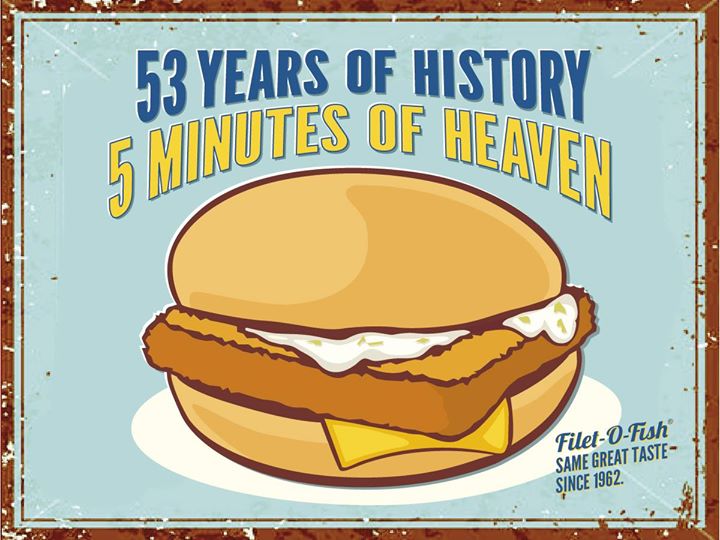 53 YEARS OF HISTORY
5 MINUTES OF HEAVEN
Filet-O-Fish®
SAME GREAT TASTE
SINCE 1962.